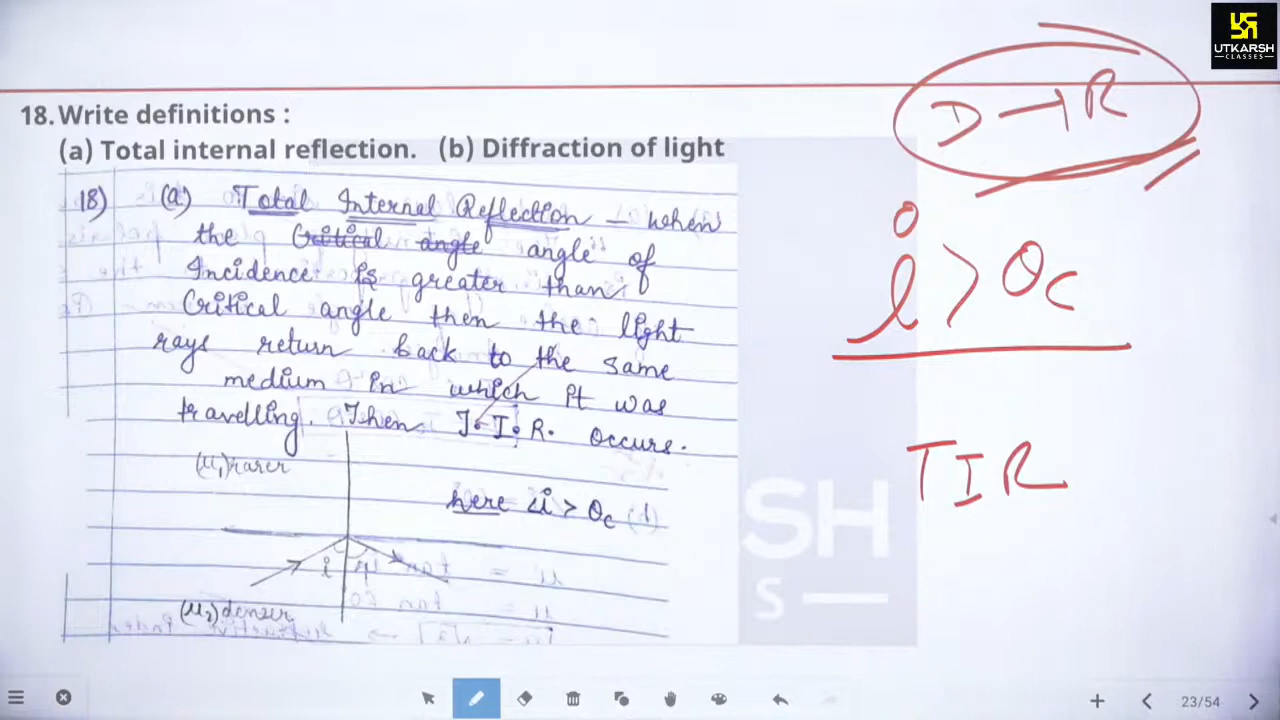 UTKARSH
CLASSES
D → R
18. Write definitions :
(a) Total internal reflection. (b) Diffraction of light
18) (a) Total Internal Reflection – when
the Critical angle angle of
Incidence is greater than
Critical angle then the light
rays return back to the same
medium in which it was
travelling. Then T.I.R. occurs.
(μ₁) rarer
here ∠i > θc
i r
(μ₂) denser
i > θc
TIR
SH
S
23/54